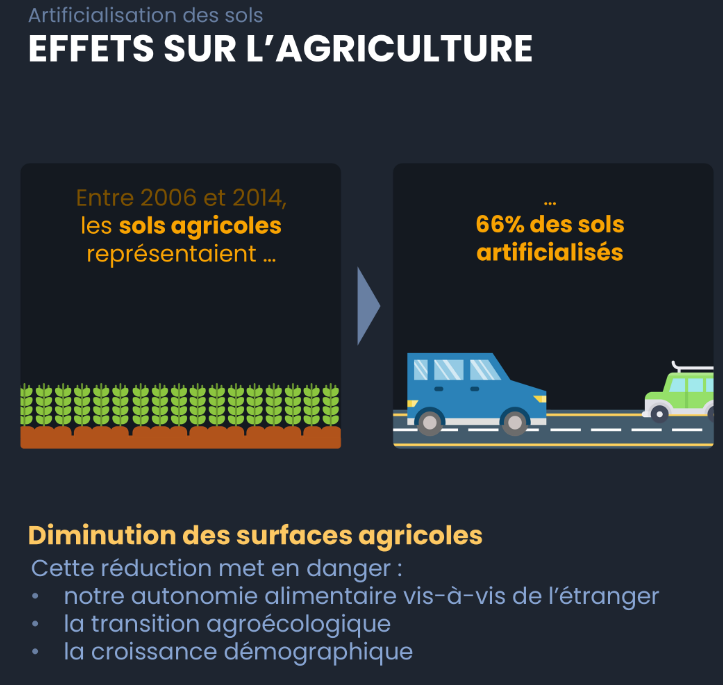 Artificialisation des sols
EFFETS SUR L’AGRICULTURE
Entre 2006 et 2014,
les sols agricoles
représentaient ...
...
66% des sols
artificialisés
Diminution des surfaces agricoles
Cette réduction met en danger :
• notre autonomie alimentaire vis-à-vis de l’étranger
• la transition agroécologique
• la croissance démographique